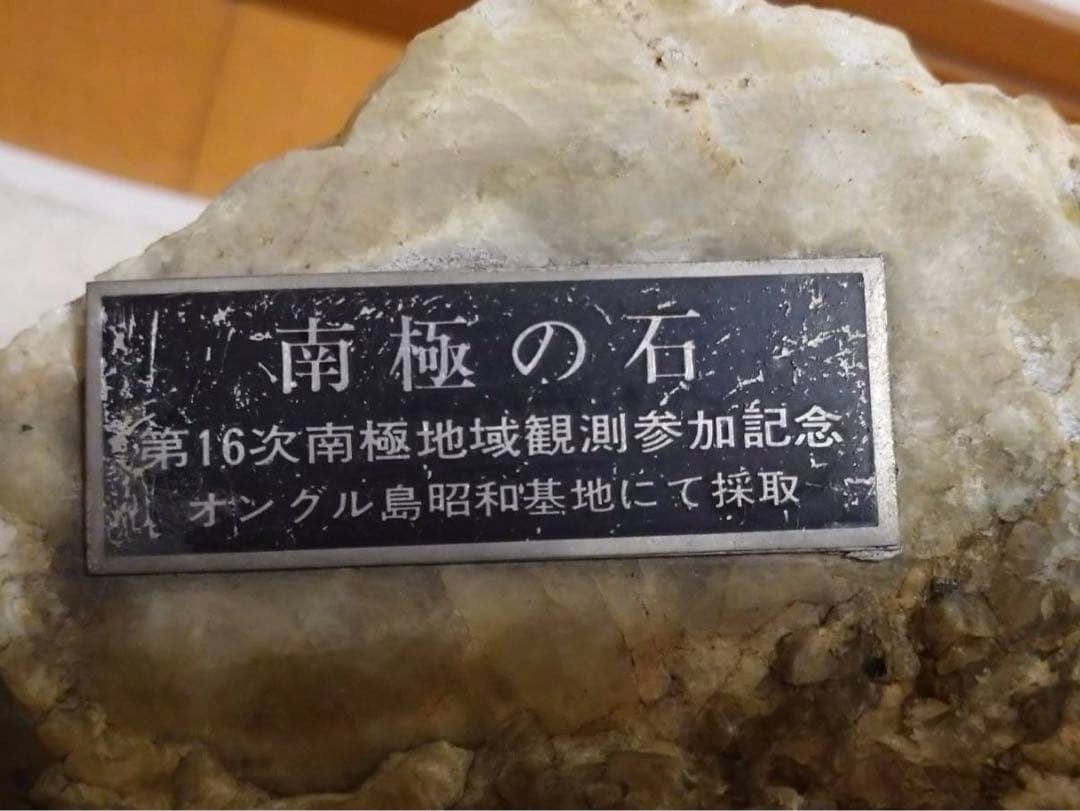 南極の石
第16次南極地域観測参加記念
オングル島昭和基地にて採取